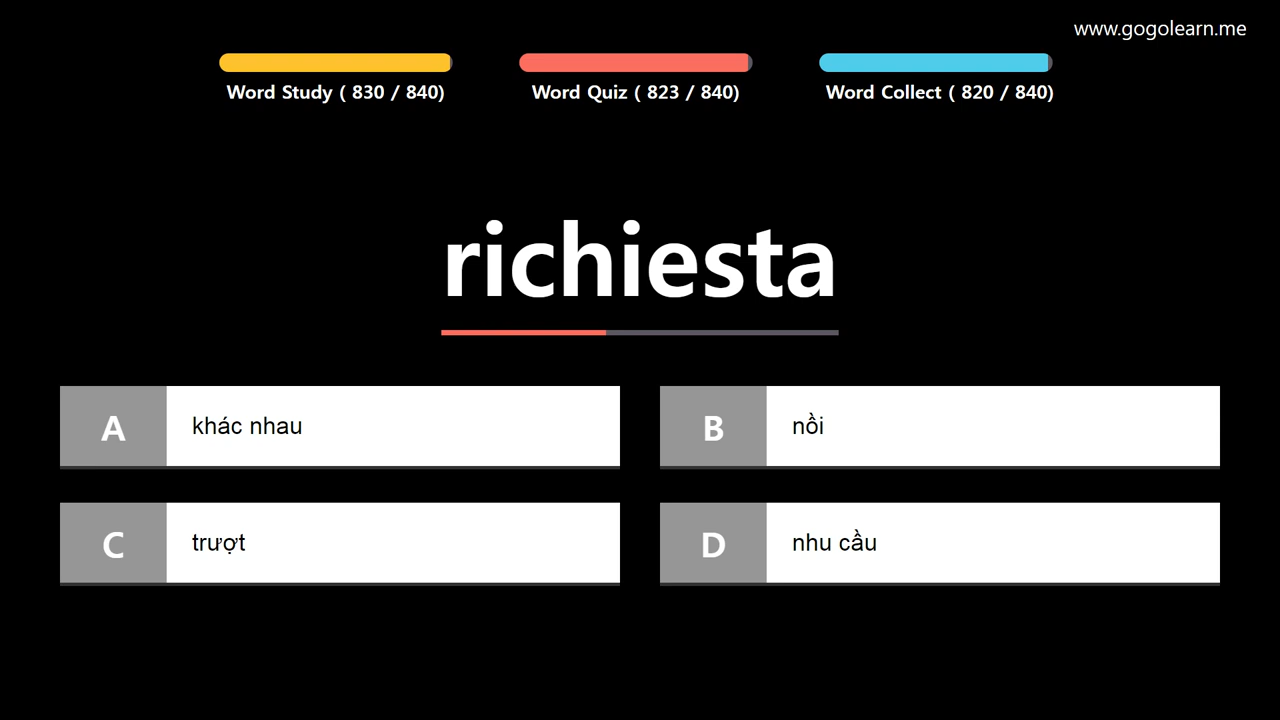 www.gogolearn.me
Word Study ( 830 / 840)
Word Quiz ( 823 / 840)
Word Collect ( 820 / 840)
richiesta
A khác nhau
B nồi
C trượt
D nhu cầu